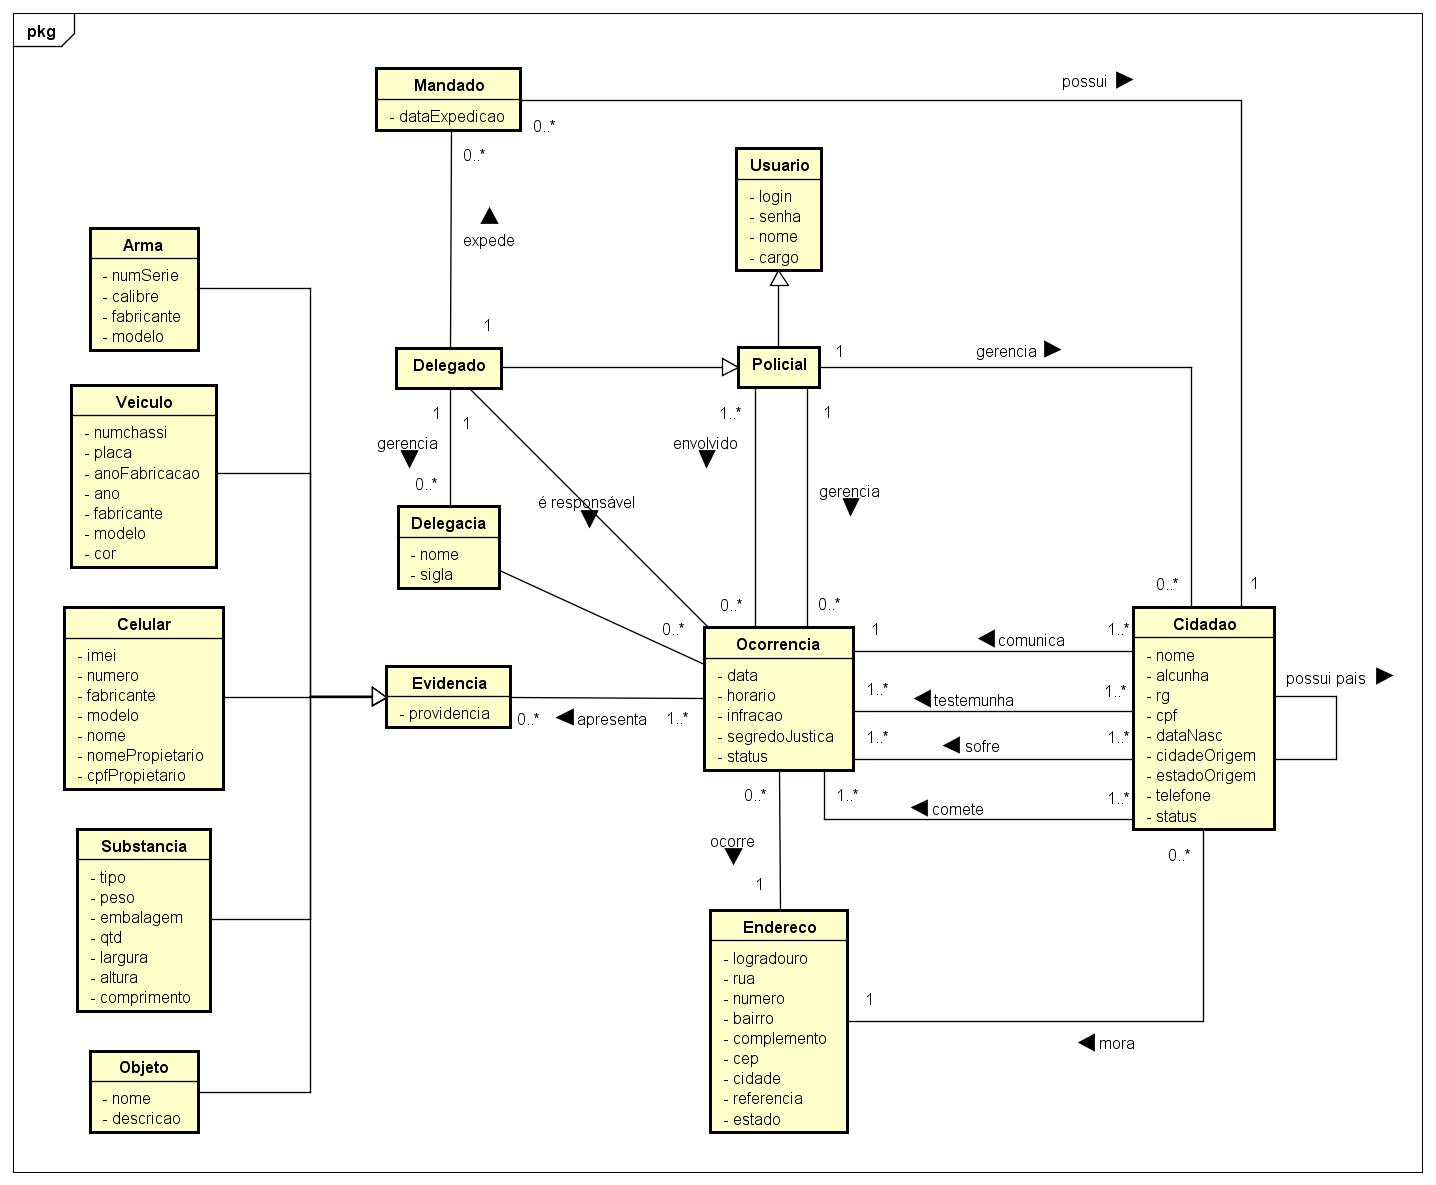 pkg
Mandado
- dataExpedicao
possui
0..*
0..*
expede
1
Usuario
- login
- senha
- nome
- cargo
Arma
- numSerie
- calibre
- fabricante
- modelo
Delegado
Policial
1
gerencia
1
1
gerencia
0..*
1..*
envolvido
1
gerencia
é responsável
Veiculo
- numchassi
- placa
- anoFabricacao
- ano
- fabricante
- modelo
- cor
Delegacia
- nome
- sigla
0..*
0..*
0..*
0..*
1
Celular
- imei
- numero
- fabricante
- modelo
- nome
- nomePropietario
- cpfPropietario
Evidencia
- providencia
0..*
apresenta
1..*
Ocorrencia
- data
- horario
- infracao
- segredoJustica
- status
1
comunica
1..*
1..*
testemunha
1..*
1..*
sofre
1..*
1..*
comete
1..*
Cidadao
- nome
- alcunha
- rg
- cpf
- dataNasc
- cidadeOrigem
- estadoOrigem
- telefone
- status
possui pais
0..*
0..*
ocorre
1
Substancia
- tipo
- peso
- embalagem
- qtd
- largura
- altura
- comprimento
Endereco
- logradouro
- rua
- numero
- bairro
- complemento
- cep
- cidade
- referencia
- estado
1
mora
Objeto
- nome
- descricao